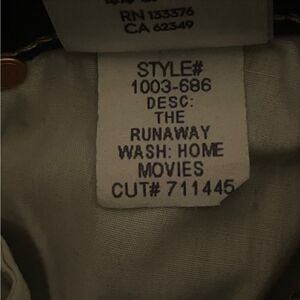 RN 133376
CA 62349
STYLE#
1003-686
DESC:
THE
RUNAWAY
WASH: HOME
MOVIES
CUT# 711445